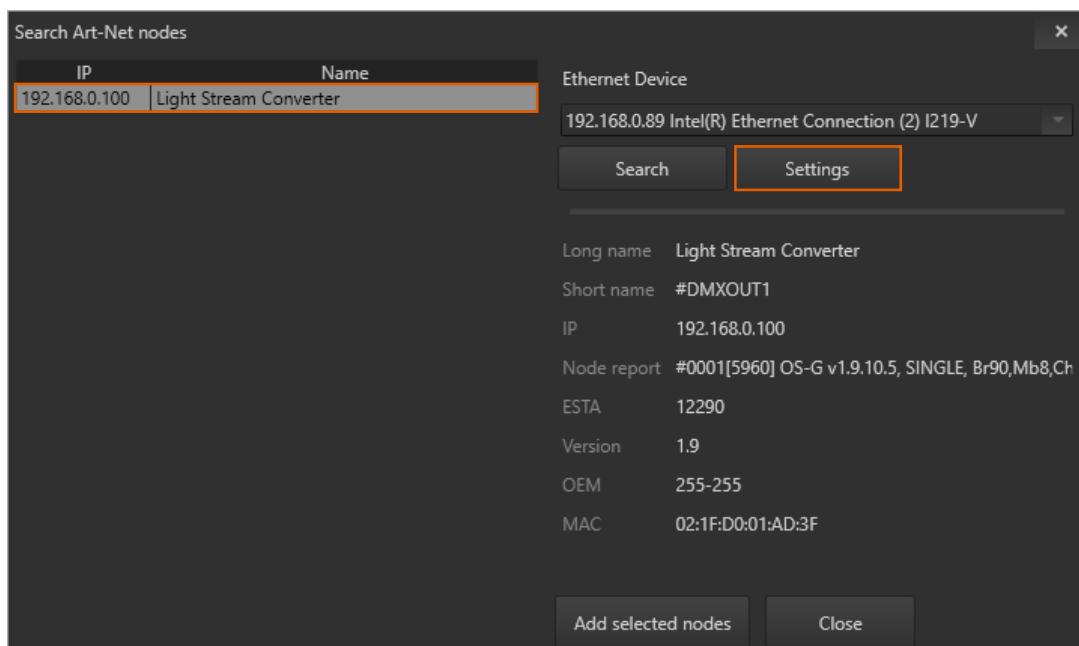 Search Art-Net nodes
IP Name
192.168.0.100 Light Stream Converter
Ethernet Device
192.168.0.89 Intel(R) Ethernet Connection (2) I219-V
Search Settings
Long name Light Stream Converter
Short name #DMXOUT1
IP 192.168.0.100
Node report #0001[5960] OS-G v1.9.10.5, SINGLE, Br90,Mb8,Ch
ESTA 12290
Version 1.9
OEM 255-255
MAC 02:1F:D0:01:AD:3F
Add selected nodes Close